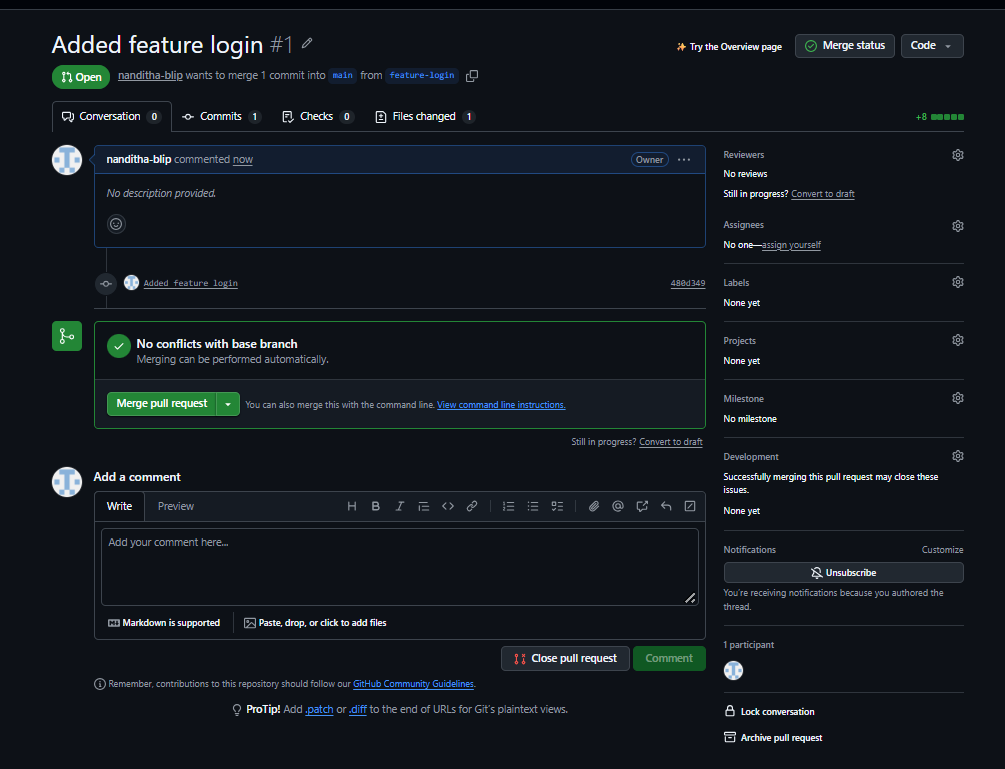 Added feature login #1
Try the Overview page
Merge status
Code
Open
nanditha-blip wants to merge 1 commit into main from feature-login
Conversation 0
Commits 1
Checks 0
Files changed 1
+8
nanditha-blip commented now
Owner
No description provided.
Added feature login
480d349
No conflicts with base branch
Merging can be performed automatically.
Merge pull request
You can also merge this with the command line. View command line instructions.
Still in progress? Convert to draft
Add a comment
Write
Preview
Add your comment here...
Markdown is supported
Paste, drop, or click to add files
Close pull request
Comment
Remember, contributions to this repository should follow our GitHub Community Guidelines.
ProTip! Add .patch or .diff to the end of URLs for Git's plaintext views.
Reviewers
No reviews
Still in progress? Convert to draft
Assignees
No one—assign yourself
Labels
None yet
Projects
None yet
Milestone
No milestone
Development
Successfully merging this pull request may close these
issues.
None yet
Notifications
Customize
Unsubscribe
You're receiving notifications because you authored the
thread.
1 participant
Lock conversation
Archive pull request